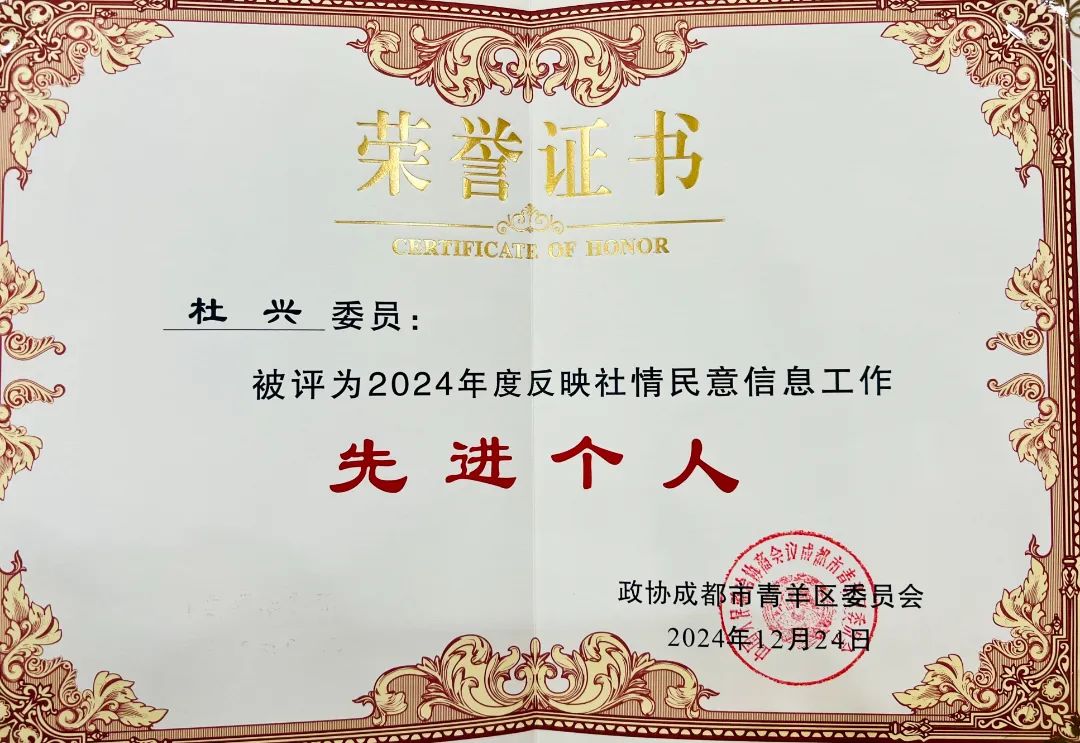 荣誉证书
CERTIFICATE OF HONOR
杜 兴 委员：
被评为2024年度反映社情民意信息工作
先进个人
政协成都市青羊区委员会
2024年12月24日